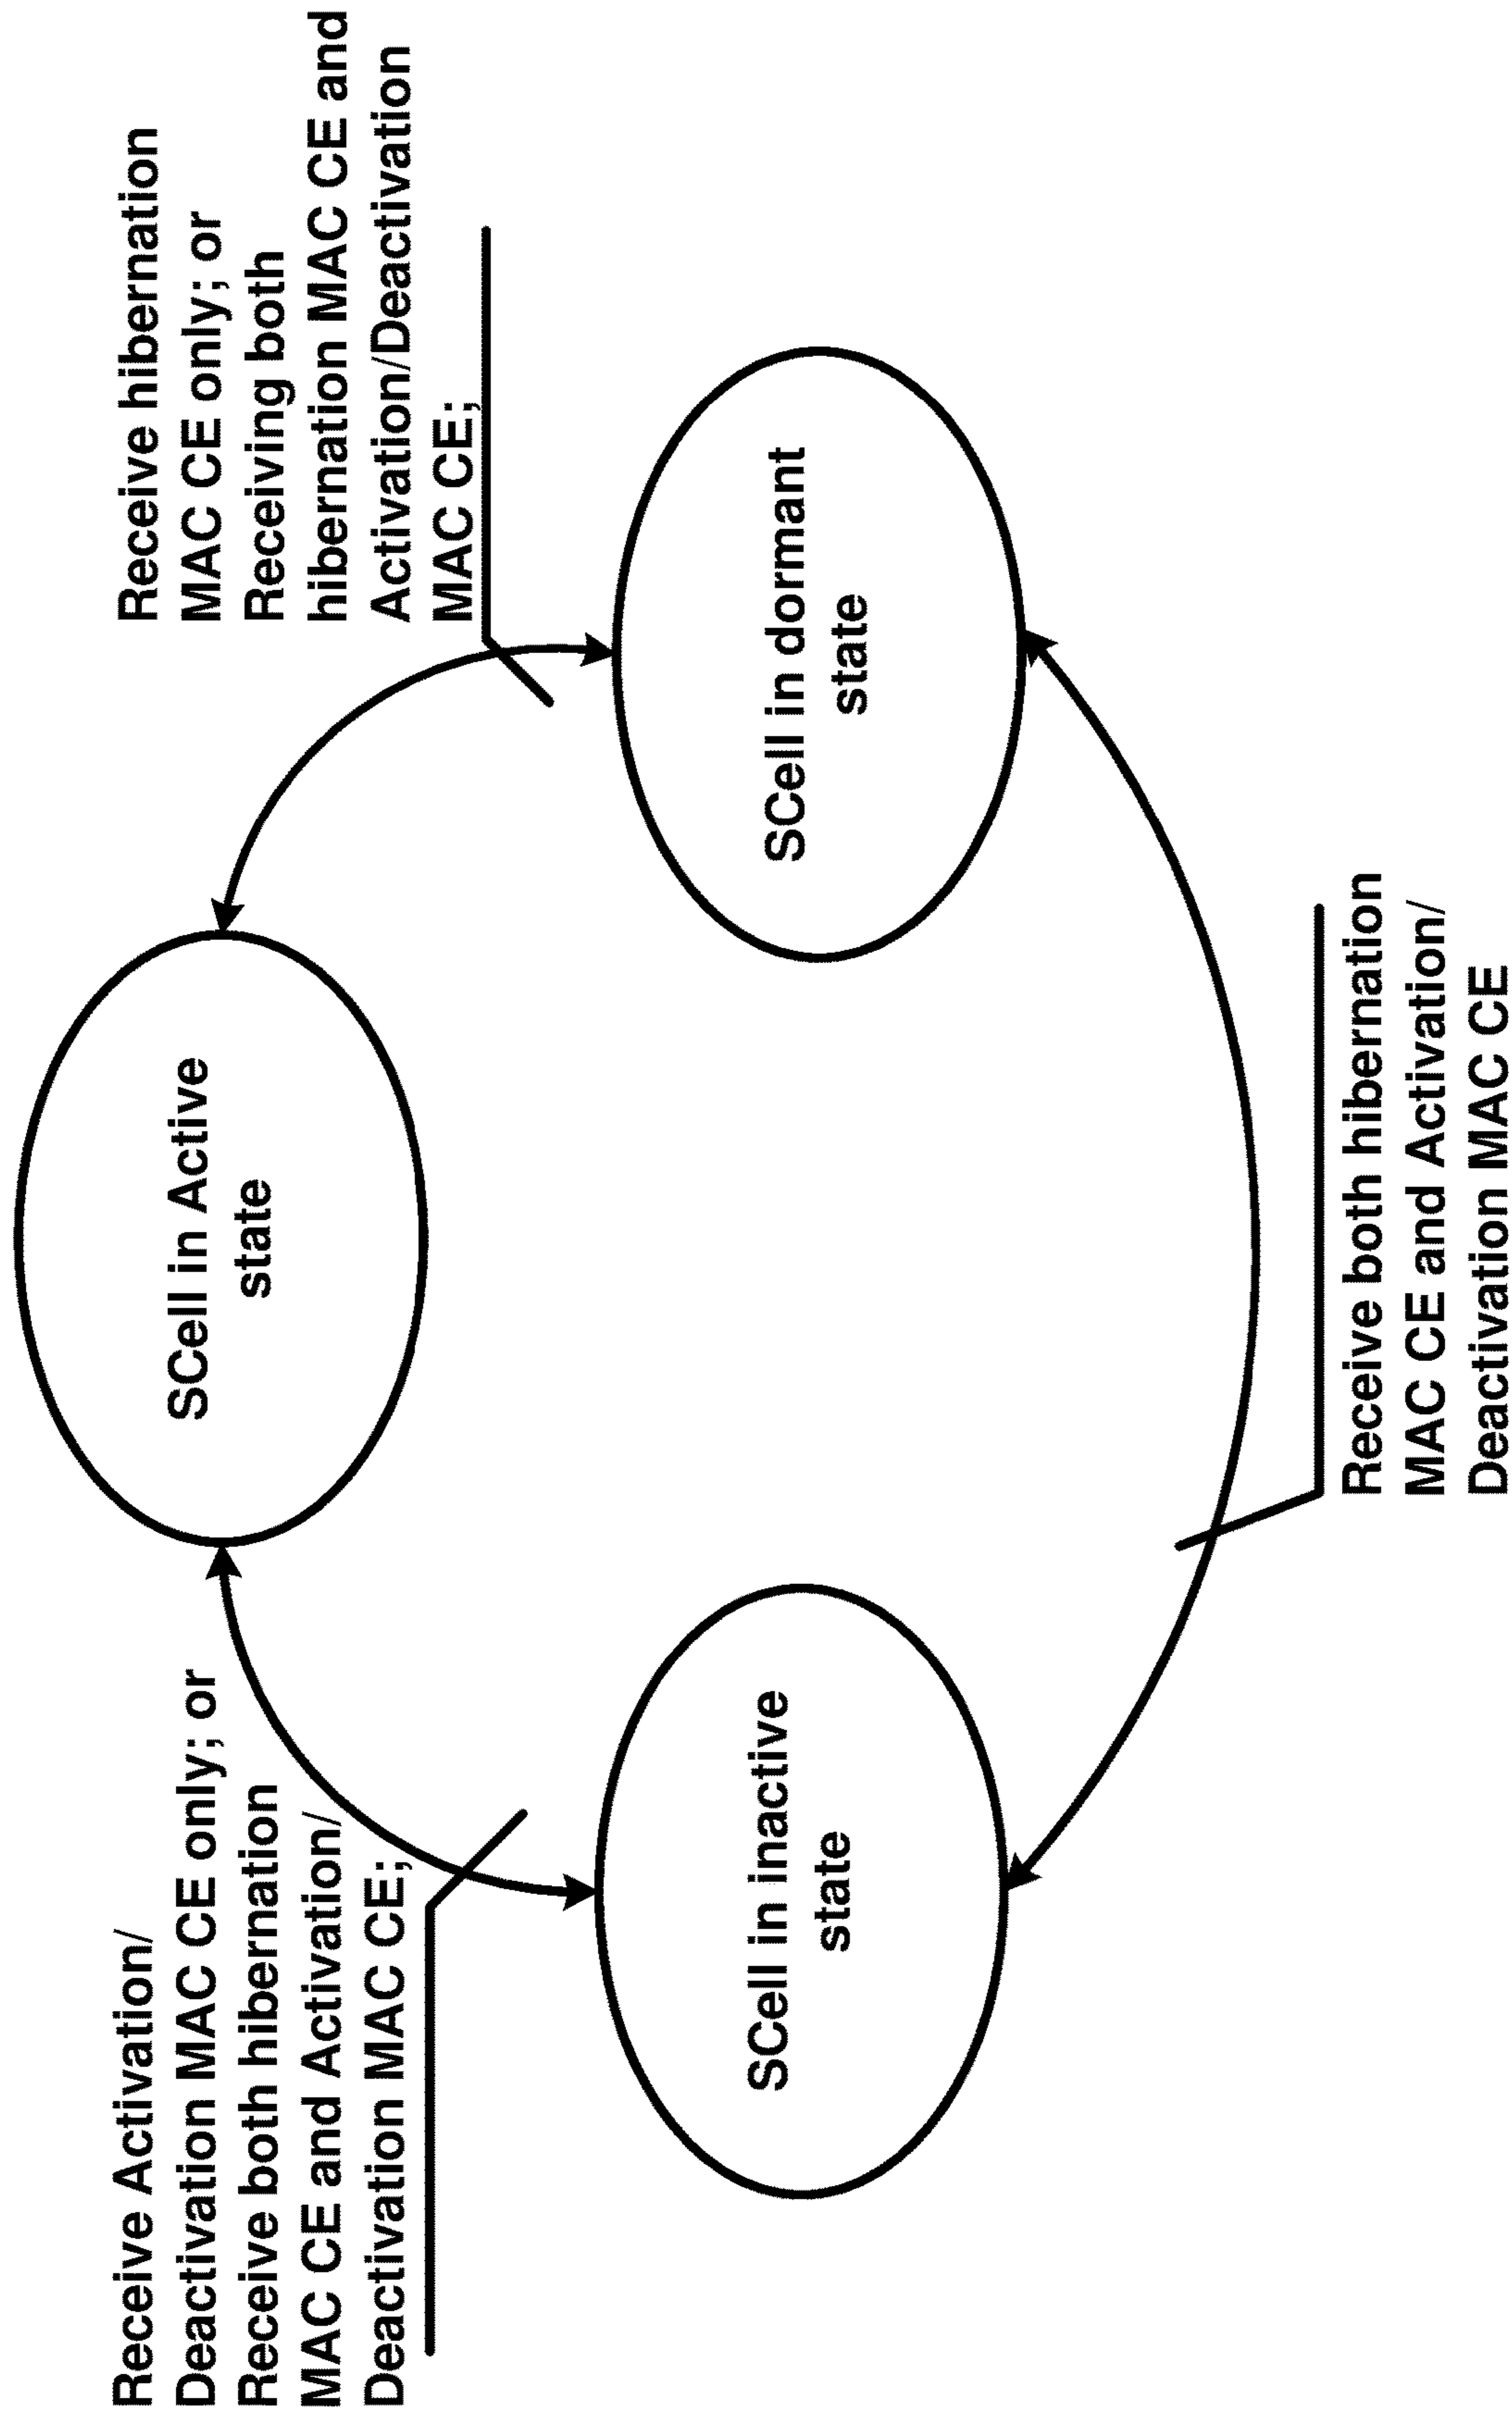 Receive Activation/
Deactivation MAC CE only; or
Receive both hibernation
MAC CE and Activation/
Deactivation MAC CE;
SCell in Active
state
Receive hibernation
MAC CE only; or
Receiving both
hibernation MAC CE and
Activation/Deactivation
MAC CE;
SCell in inactive
state
SCell in dormant
state
Receive both hibernation
MAC CE and Activation/
Deactivation MAC CE